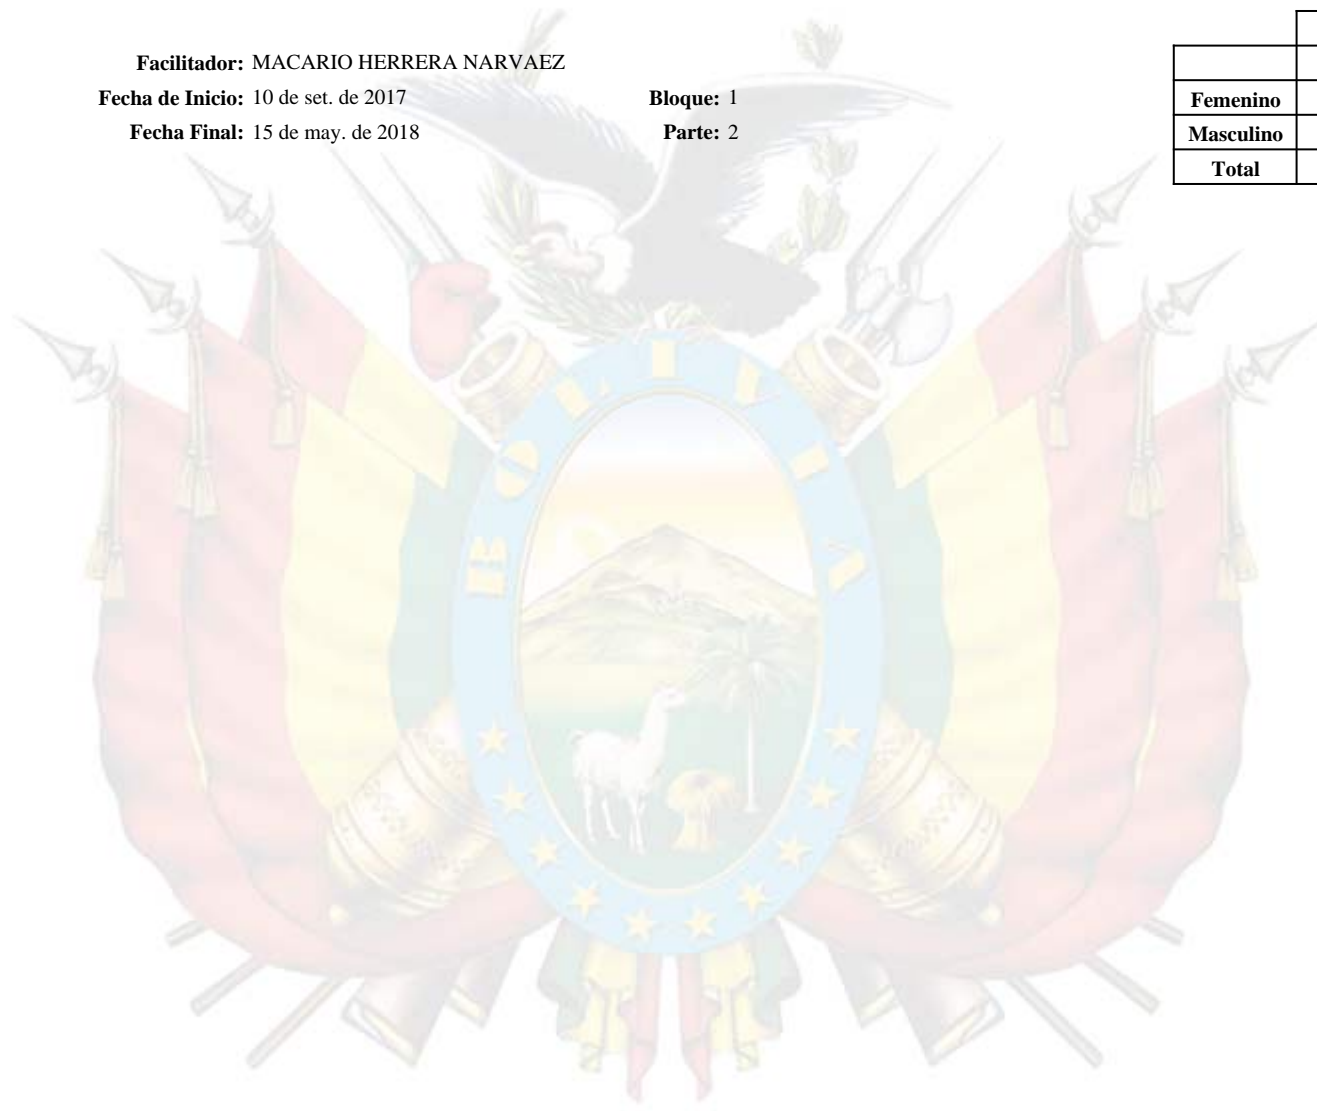 Facilitador: MACARIO HERRERA NARVAEZ
Fecha de Inicio: 10 de set. de 2017 Bloque: 1
Fecha Final: 15 de may. de 2018 Parte: 2
Femenino
Masculino
Total
BOLIVIA